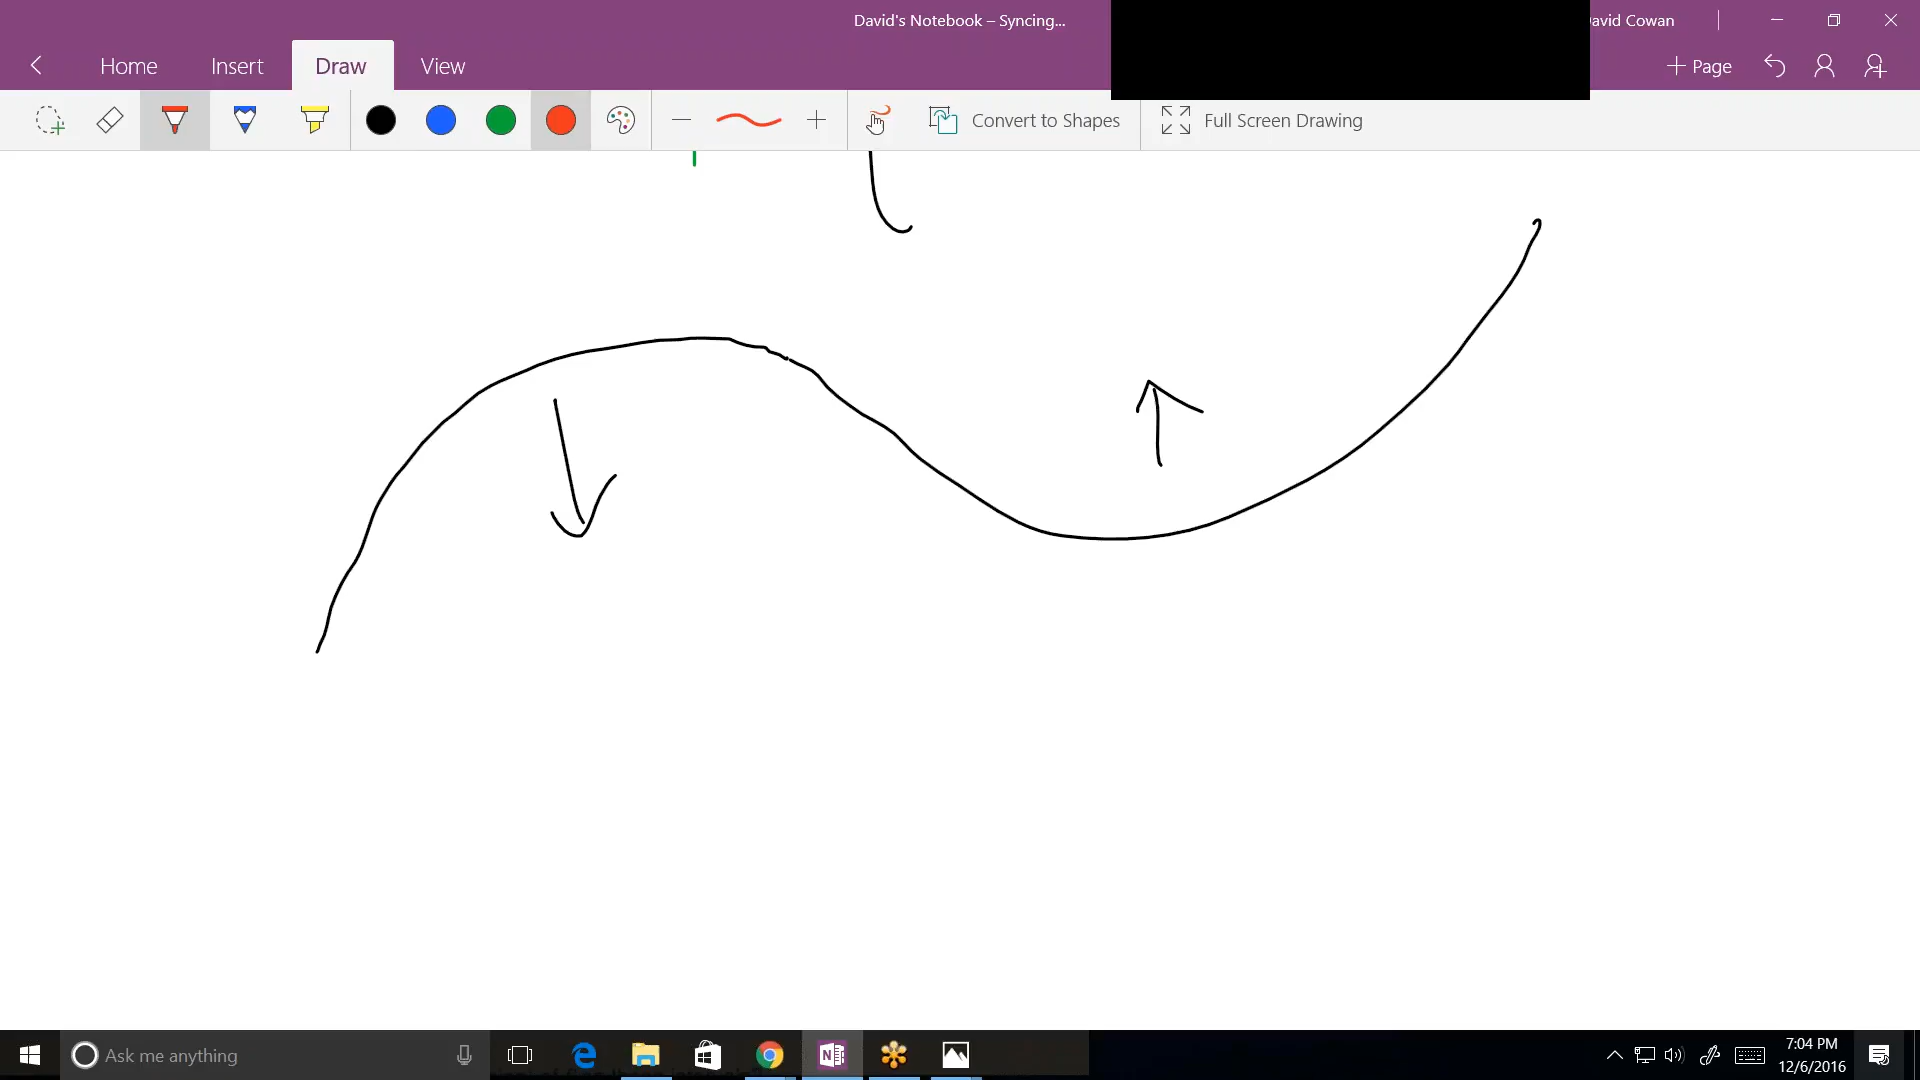 David's Notebook – Syncing...
avid Cowan
Home
Insert
Draw
View
Page
Convert to Shapes
Full Screen Drawing
Ask me anything
7:04 PM
12/6/2016